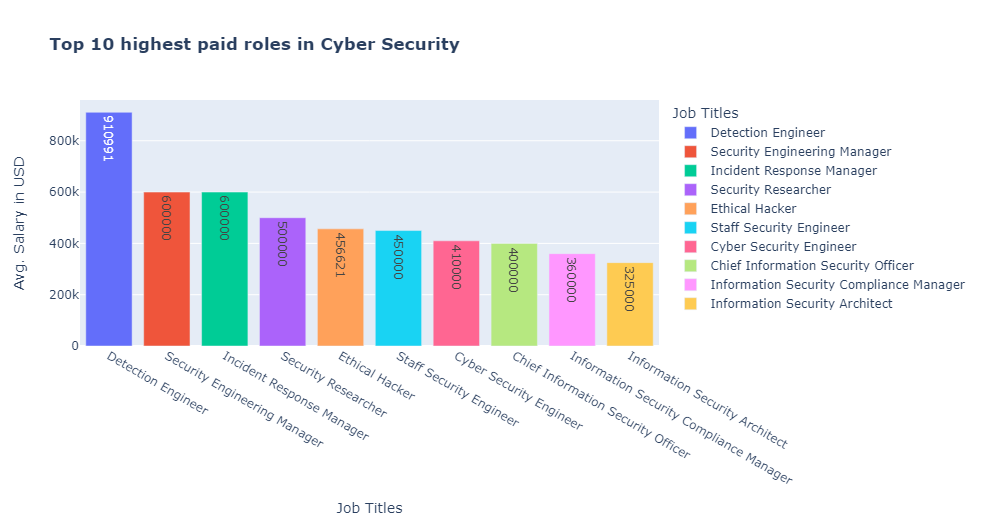 Top 10 highest paid roles in Cyber Security
Avg. Salary in USD
800k
600k
400k
200k
0
910991
600000
600000
500000
456621
450000
410000
400000
360000
325000
Detection Engineer
Security Engineering Manager
Incident Response Manager
Security Researcher
Ethical Hacker
Staff Security Engineer
Cyber Security Engineer
Chief Information Security Officer
Information Security Compliance Manager
Information Security Architect
Job Titles
Job Titles
Detection Engineer
Security Engineering Manager
Incident Response Manager
Security Researcher
Ethical Hacker
Staff Security Engineer
Cyber Security Engineer
Chief Information Security Officer
Information Security Compliance Manager
Information Security Architect